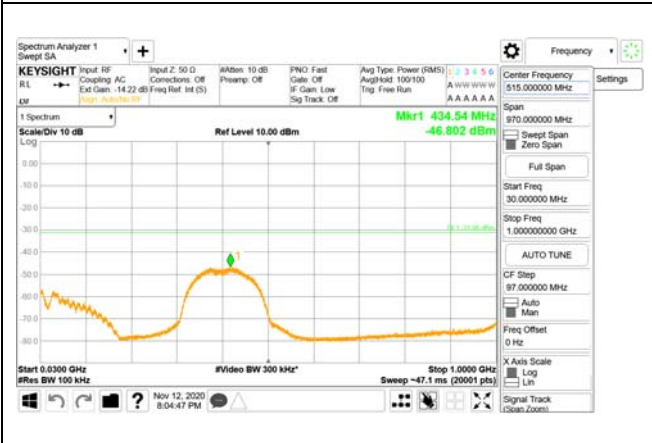 Spectrum Analyzer 1
Swept SA
Frequency
KEYSIGHT
RL
Input: RF
Coupling: AC
Ext Gain: -14.22 dB
Align: Auto/No RF
Input Z: 50 Ω
Corrections: Off
Freq Ref: Int (S)
#Atten: 10 dB
Preamp: Off
PNO: Fast
Gate: Off
IF Gain: Low
Sig Track: Off
Avg Type: Power (RMS)
Avg|Hold: 100/100
Trig: Free Run
1 2 3 4 5 6
A W W W W W
A A A A A A
1 Spectrum
Scale/Div 10 dB
Log
Ref Level 10.00 dBm
Mkr1 434.54 MHz
-46.802 dBm
0.00
-10.0
-20.0
-30.0
-40.0
-50.0
-60.0
-70.0
-80.0
1
Start 0.0300 GHz
#Res BW 100 kHz
#Video BW 300 kHz*
Stop 1.0000 GHz
Sweep ~47.1 ms (20001 pts)
Nov 12, 2020
8:04:47 PM
Center Frequency
515.000000 MHz
Settings
Span
970.000000 MHz
Swept Span
Zero Span
Full Span
Start Freq
30.000000 MHz
Stop Freq
1.000000000 GHz
AUTO TUNE
CF Step
97.000000 MHz
Auto
Man
Freq Offset
0 Hz
X Axis Scale
Log
Lin
Signal Track
(Span Zoom)